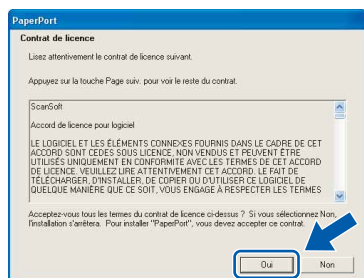 PaperPort
Contrat de licence
Lisez attentivement le contrat de licence suivant.
Appuyez sur la touche Page suiv. pour voir le reste du contrat.
ScanSoft
Accord de licence pour logiciel
LE LOGICIEL ET LES ÉLÉMENTS CONNEXES FOURNIS DANS LE CADRE DE CET
ACCORD SONT CEDES SOUS LICENCE, NON VENDUS ET PEUVENT ÊTRE
UTILISÉS UNIQUEMENT EN CONFORMITE AVEC LES TERMES DE CET ACCORD
DE LICENCE. VEUILLEZ LIRE ATTENTIVEMENT CET ACCORD. LE FAIT DE
TÉLÉCHARGER, D'INSTALLER, DE COPIER OU D'UTILISER CE LOGICIEL DE
QUELQUE MANIÈRE QUE CE SOIT, VOUS ENGAGE À RESPECTER LES TERMES
Acceptez-vous tous les termes du contrat de licence ci-dessus ? Si vous sélectionnez Non,
l'installation s'arrêtera. Pour installer "PaperPort", vous devez accepter ce contrat.
Oui
Non